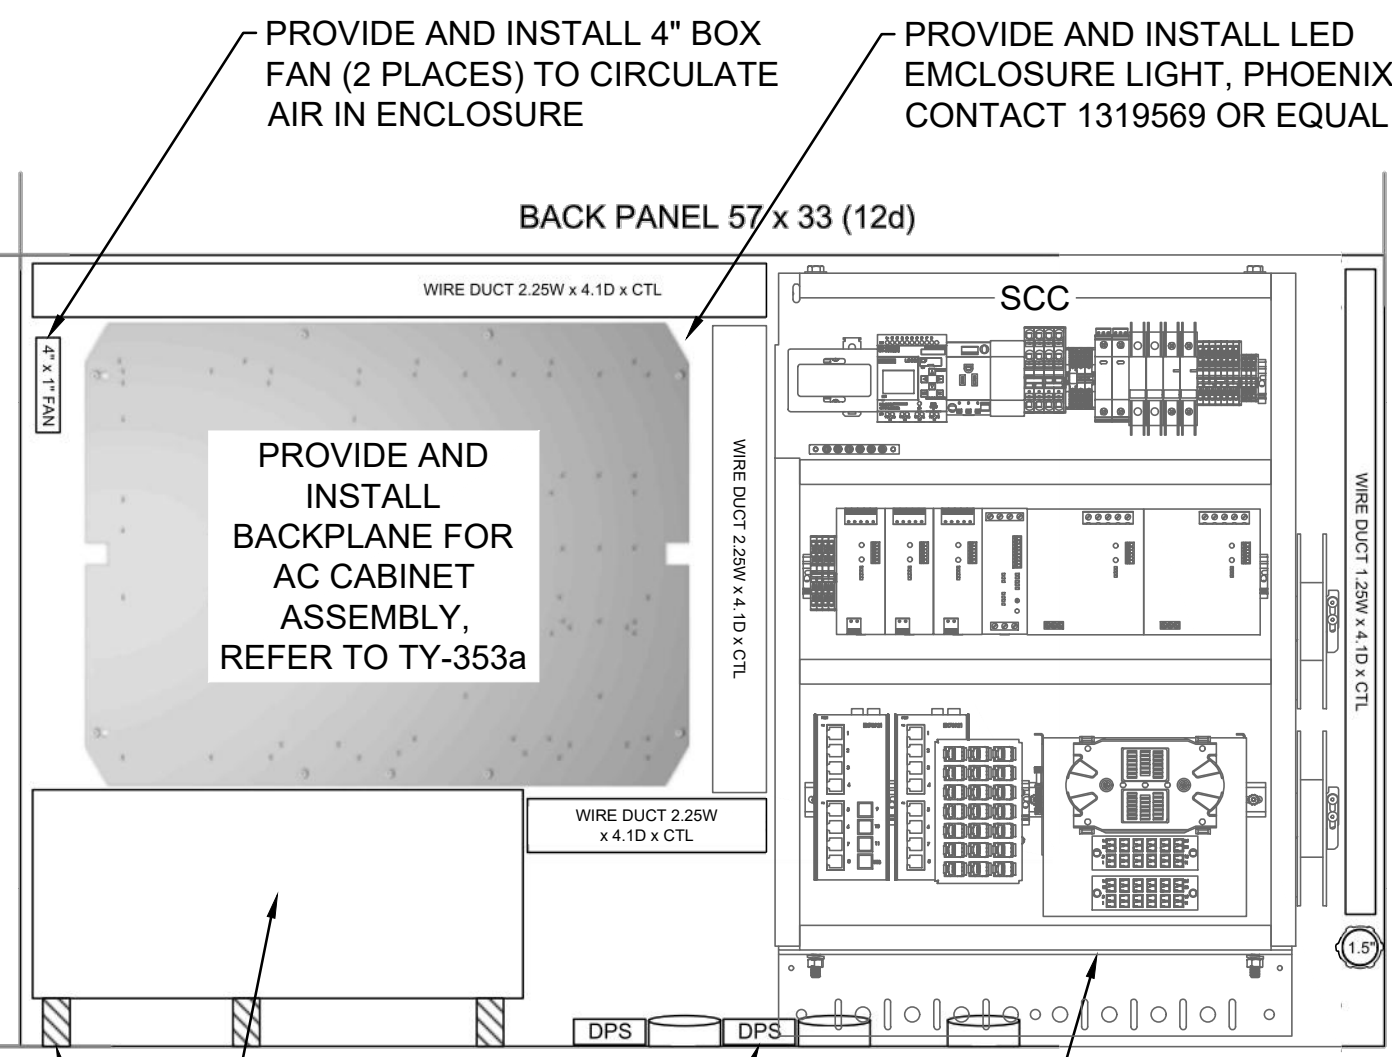 PROVIDE AND INSTALL 4" BOX
FAN (2 PLACES) TO CIRCULATE
AIR IN ENCLOSURE
PROVIDE AND INSTALL LED
EMCLOSURE LIGHT, PHOENIX
CONTACT 1319569 OR EQUAL
BACK PANEL 57 x 33 (12d)
WIRE DUCT 2.25W x 4.1D x CTL
SCC
4" x 1" FAN
PROVIDE AND
INSTALL
BACKPLANE FOR
AC CABINET
ASSEMBLY,
REFER TO TY-353a
WIRE DUCT 2.25W x 4.1D x CTL
WIRE DUCT 1.25W x 4.1D x CTL
WIRE DUCT 2.25W
x 4.1D x CTL
1.5"
DPS
DPS